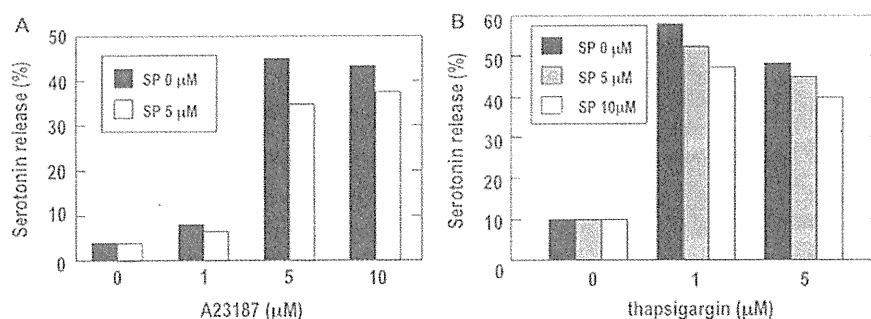 A
Serotonin release (%)
50
40
30
20
10
0
SP 0 μM
SP 5 μM
0 1 5 10
A23187 (μM)
B
Serotonin release (%)
60
50
40
30
20
10
0
SP 0 μM
SP 5 μM
SP 10μM
0 1 5
thapsigargin (μM)